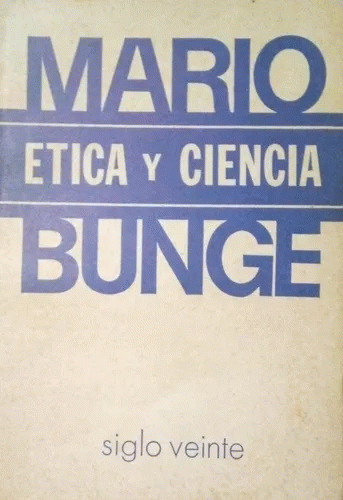 MARIO
ETICA Y CIENCIA
BUNGE
siglo veinte